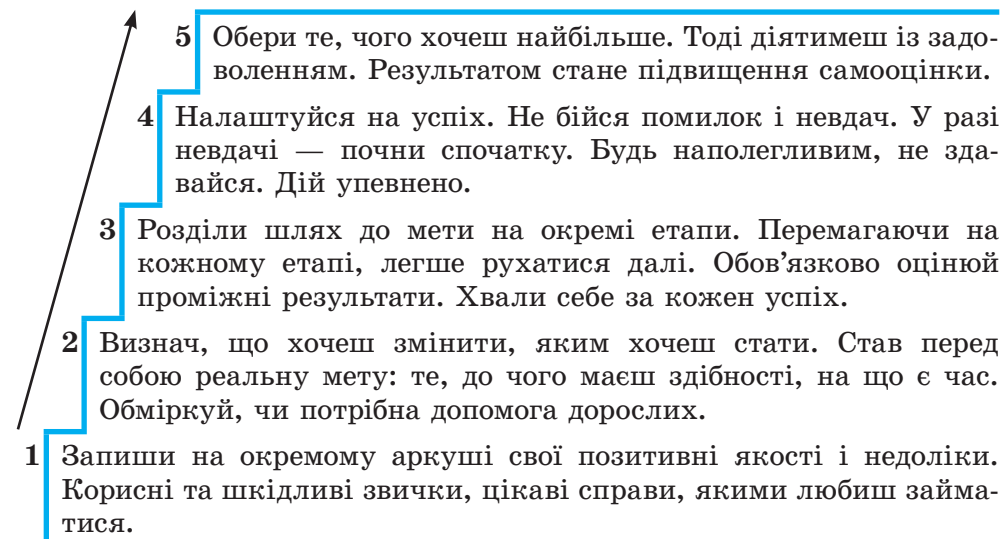 5 Обери те, чого хочеш найбільше. Тоді діятимеш із задо-
воленням. Результатом стане підвищення самооцінки.
4 Налаштуйся на успіх. Не бійся помилок і невдач. У разі
невдачі — почни спочатку. Будь наполегливим, не зда-
вайся. Дій упевнено.
3 Розділи шлях до мети на окремі етапи. Перемагаючи на
кожному етапі, легше рухатися далі. Обов’язково оцінюй
проміжні результати. Хвали себе за кожен успіх.
2 Визнач, що хочеш змінити, яким хочеш стати. Став перед
собою реальну мету: те, до чого маєш здібності, на що є час.
Обміркуй, чи потрібна допомога дорослих.
1 Запиши на окремому аркуші свої позитивні якості і недоліки.
Корисні та шкідливі звички, цікаві справи, якими любиш займа-
тися.